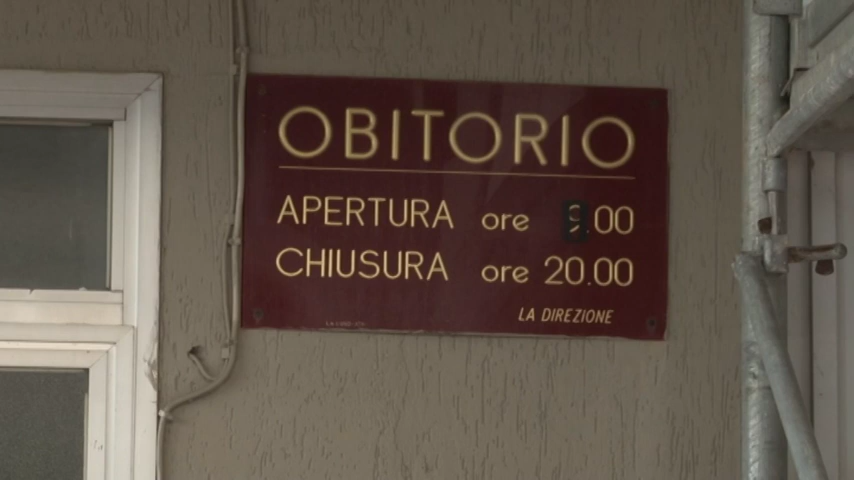 OBITORIO
APERTURA ore 9.00
CHIUSURA ore 20.00
LA DIREZIONE